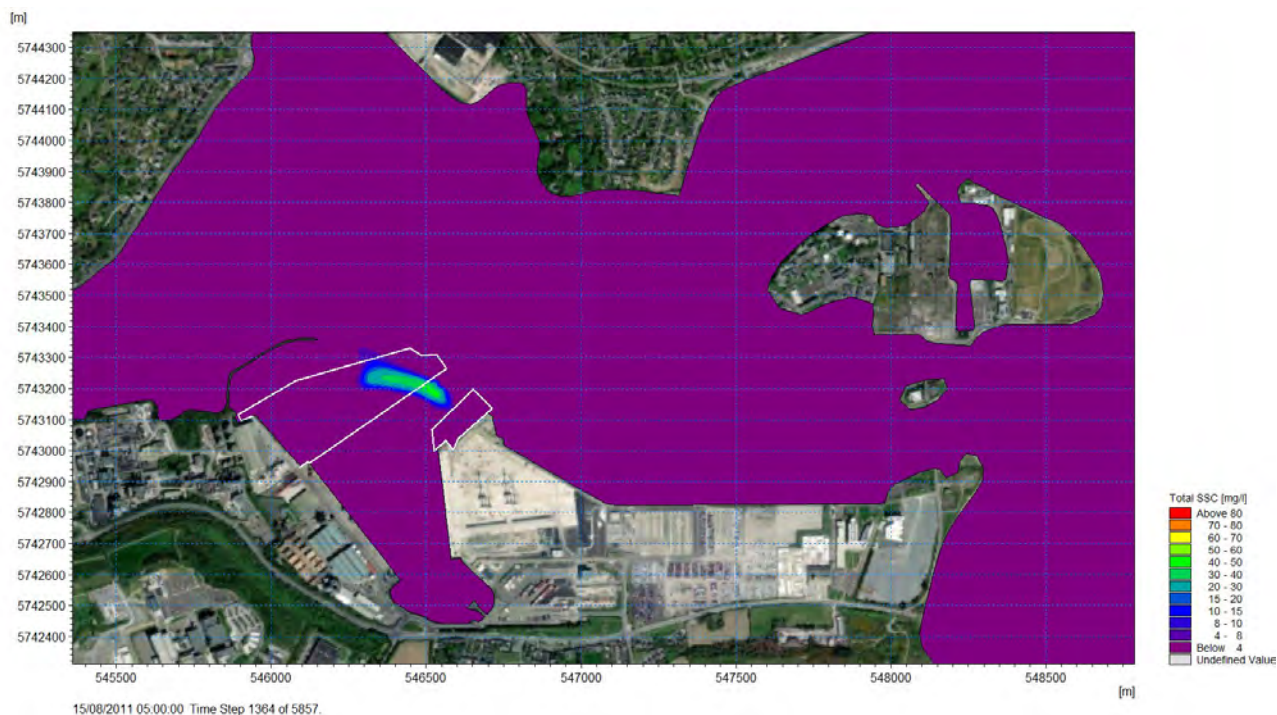 [m]
5744300
5744200
5744100
5744000
5743900
5743800
5743700
5743600
5743500
5743400
5743300
5743200
5743100
5743000
5742900
5742800
5742700
5742600
5742500
5742400
545500 546000 546500 547000 547500 548000 548500
[m]
Total SSC [mg/l]
Above 80
70 - 80
60 - 70
50 - 60
40 - 50
30 - 40
20 - 30
15 - 20
10 - 15
8 - 10
4 - 8
Below 4
Undefined Value
15/08/2011 05:00:00 Time Step 1364 of 5857.